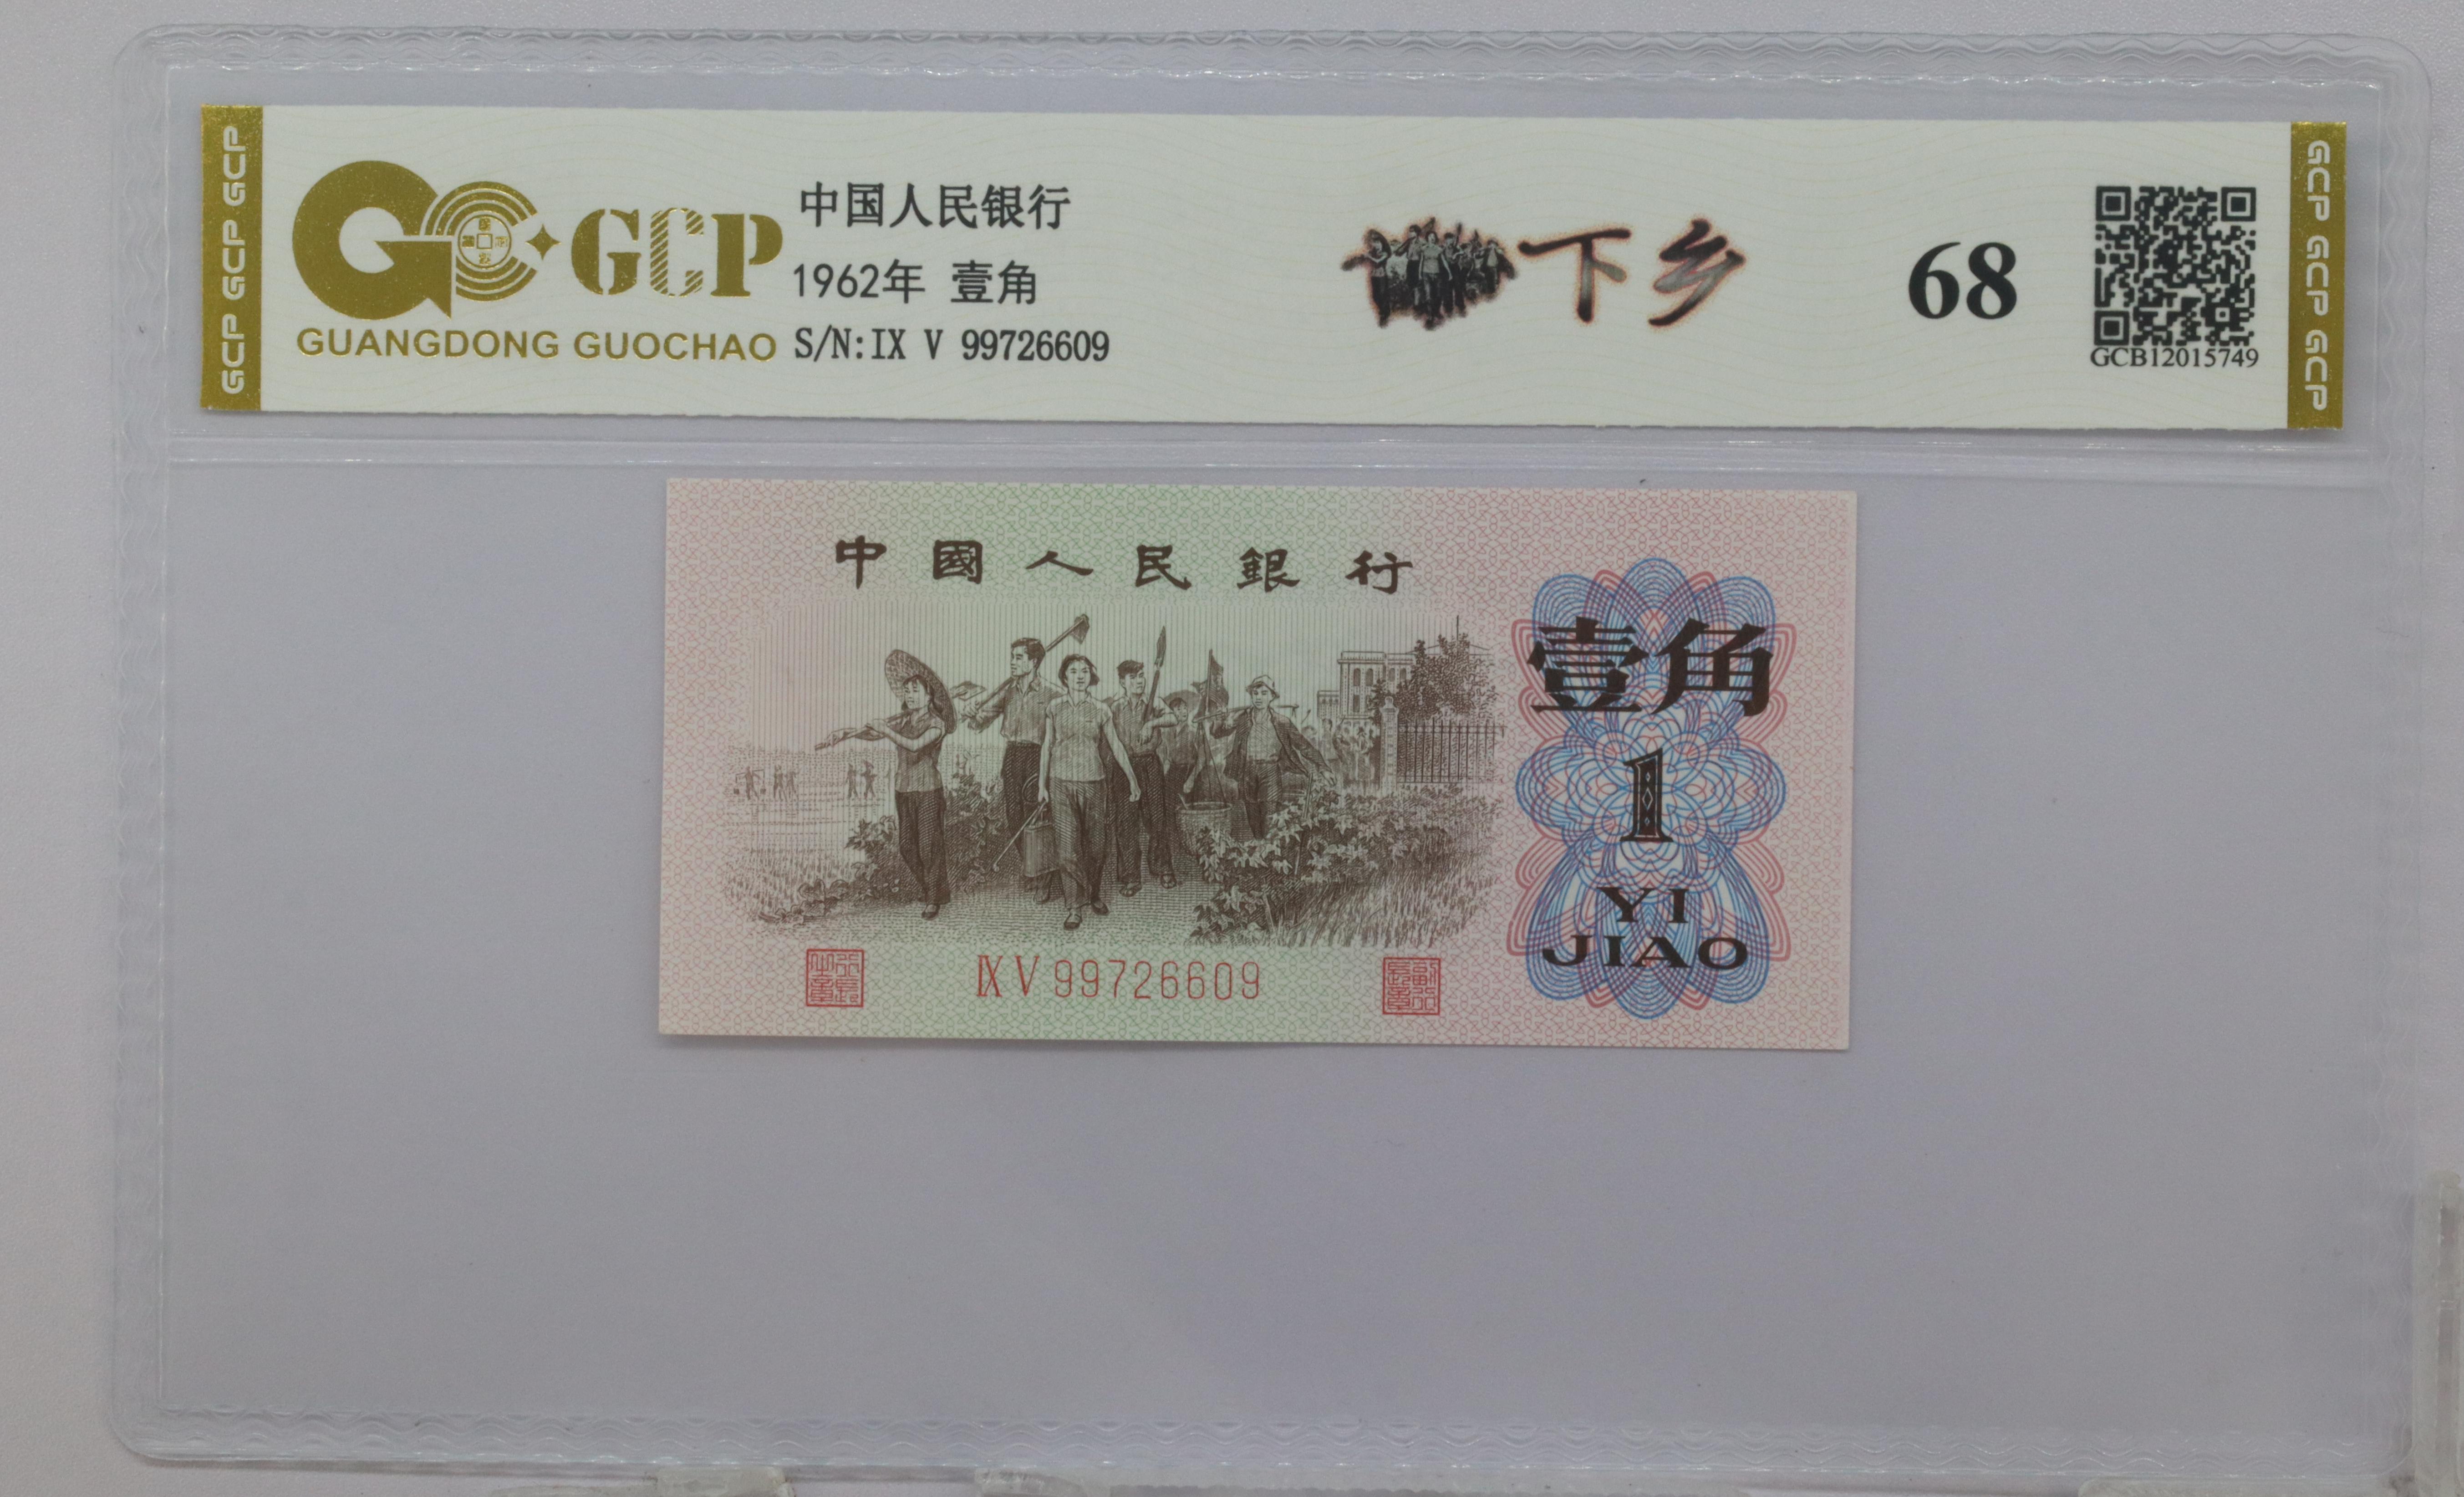 GCP GCP GCP
GCP
GUANGDONG GUOCHAO
中国人民银行
1962年 壹角
S/N:IX V 99726609
下乡
68
GCB12015749
GCP GCP GCP
中國人民銀行
壹角
1
YI
JIAO
IX V 99726609